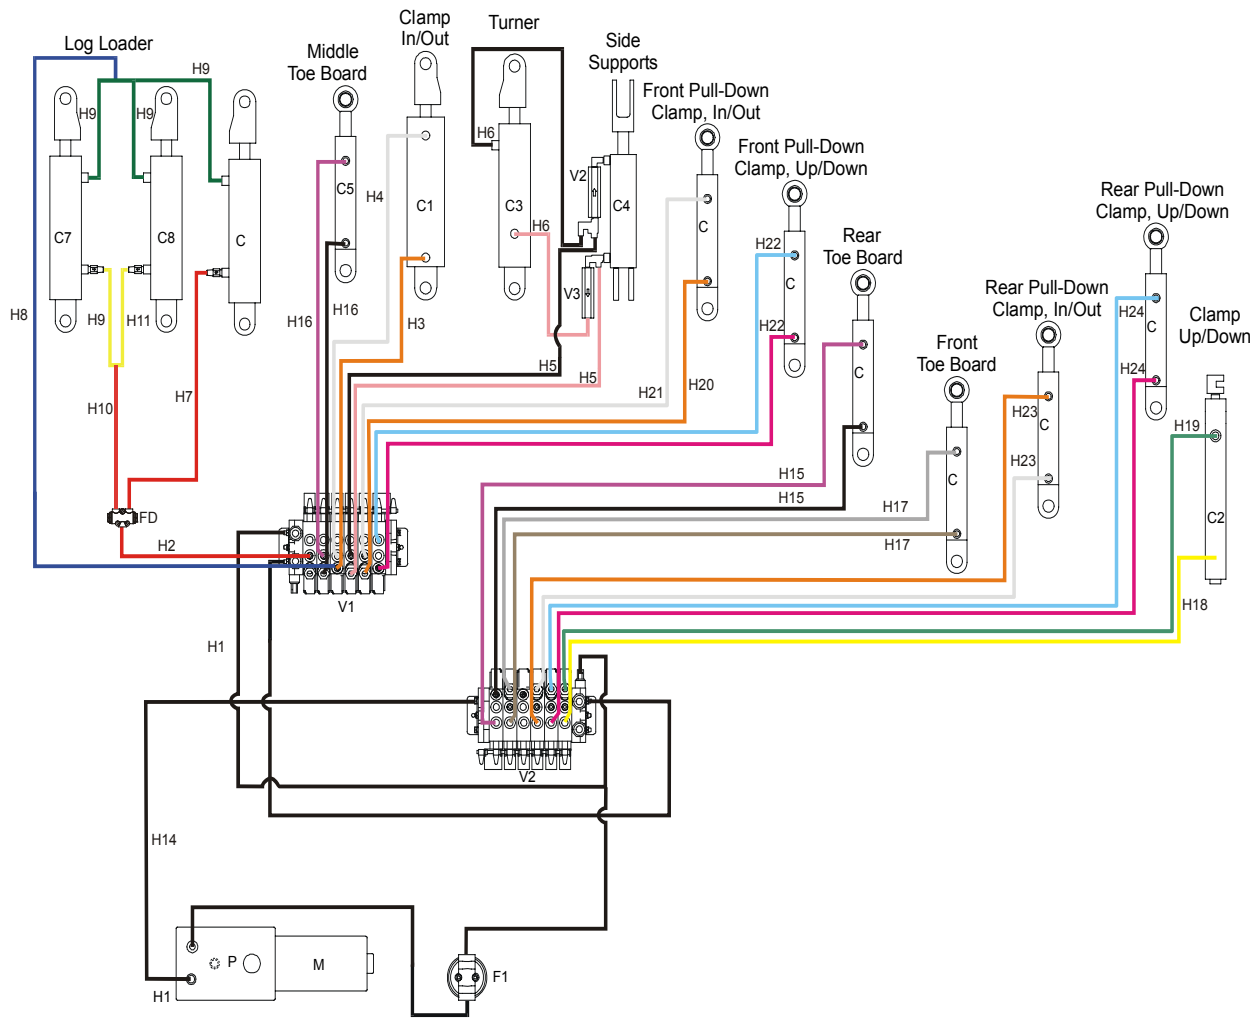 Clamp
In/Out
Turner
Log Loader
Middle
Toe Board
Side
Supports
Front Pull-Down
Clamp, In/Out
Front Pull-Down
Clamp, Up/Down
Rear
Toe Board
Rear Pull-Down
Clamp, Up/Down
Rear Pull-Down
Clamp, In/Out
Clamp
Up/Down
Front
Toe Board
H9
H9
H9
H6
V2
C5
H4
C1
C3
C4
C
C7
C8
C
H6
H22
C
V3
H8
H9
H11
H16
H16
H3
H22
H24
C
H5
H5
H21
H20
C
H24
H10
H7
H23
C
H19
C
H23
H15
H15
H17
H17
FD
C2
H2
V1
H18
H1
V2
H14
P
M
F1
H1